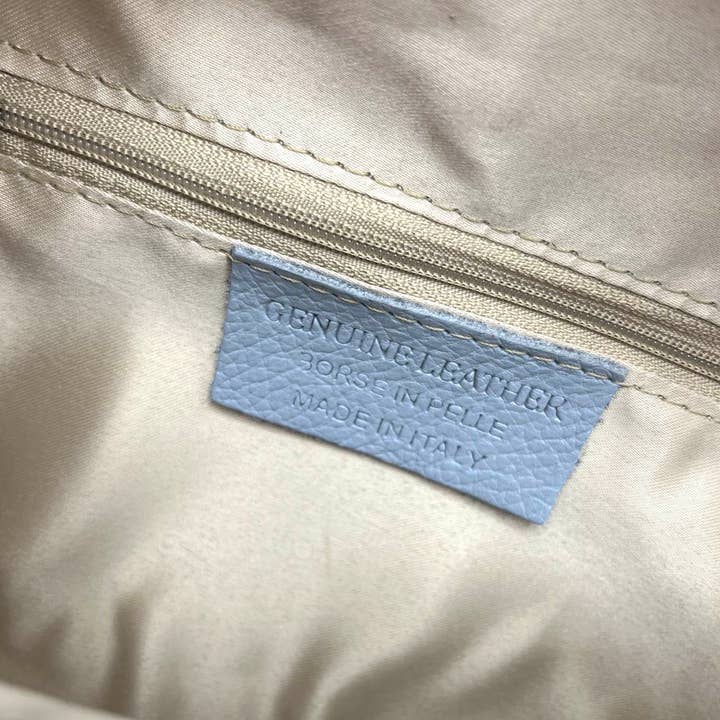 GENUINE LEATHER
BORSE IN PELLE
MADE IN ITALY